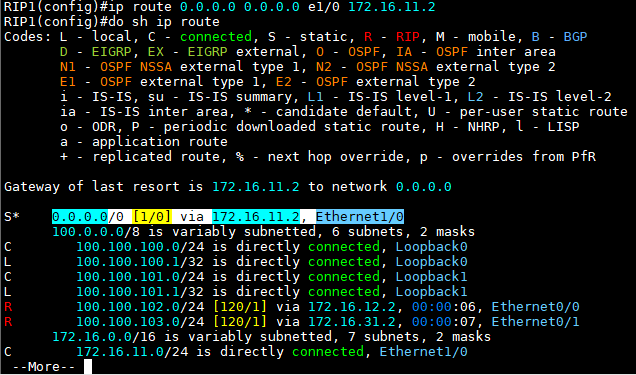 RIP1(config)#ip route 0.0.0.0 0.0.0.0 e1/0 172.16.11.2
RIP1(config)#do sh ip route
Codes: L - local, C - connected, S - static, R - RIP, M - mobile, B - BGP
D - EIGRP, EX - EIGRP external, O - OSPF, IA - OSPF inter area
N1 - OSPF NSSA external type 1, N2 - OSPF NSSA external type 2
E1 - OSPF external type 1, E2 - OSPF external type 2
i - IS-IS, su - IS-IS summary, L1 - IS-IS level-1, L2 - IS-IS level-2
ia - IS-IS inter area, * - candidate default, U - per-user static route
o - ODR, P - periodic downloaded static route, H - NHRP, l - LISP
a - application route
+ - replicated route, % - next hop override, p - overrides from PfR
Gateway of last resort is 172.16.11.2 to network 0.0.0.0
S* 0.0.0.0/0 [1/0] via 172.16.11.2, Ethernet1/0
100.0.0.0/8 is variably subnetted, 6 subnets, 2 masks
C 100.100.100.0/24 is directly connected, Loopback0
L 100.100.100.1/32 is directly connected, Loopback0
C 100.100.101.0/24 is directly connected, Loopback1
L 100.100.101.1/32 is directly connected, Loopback1
R 100.100.102.0/24 [120/1] via 172.16.12.2, 00:00:06, Ethernet0/0
R 100.100.103.0/24 [120/1] via 172.16.31.2, 00:00:07, Ethernet0/1
172.16.0.0/16 is variably subnetted, 7 subnets, 2 masks
C 172.16.11.0/24 is directly connected, Ethernet1/0
--More--